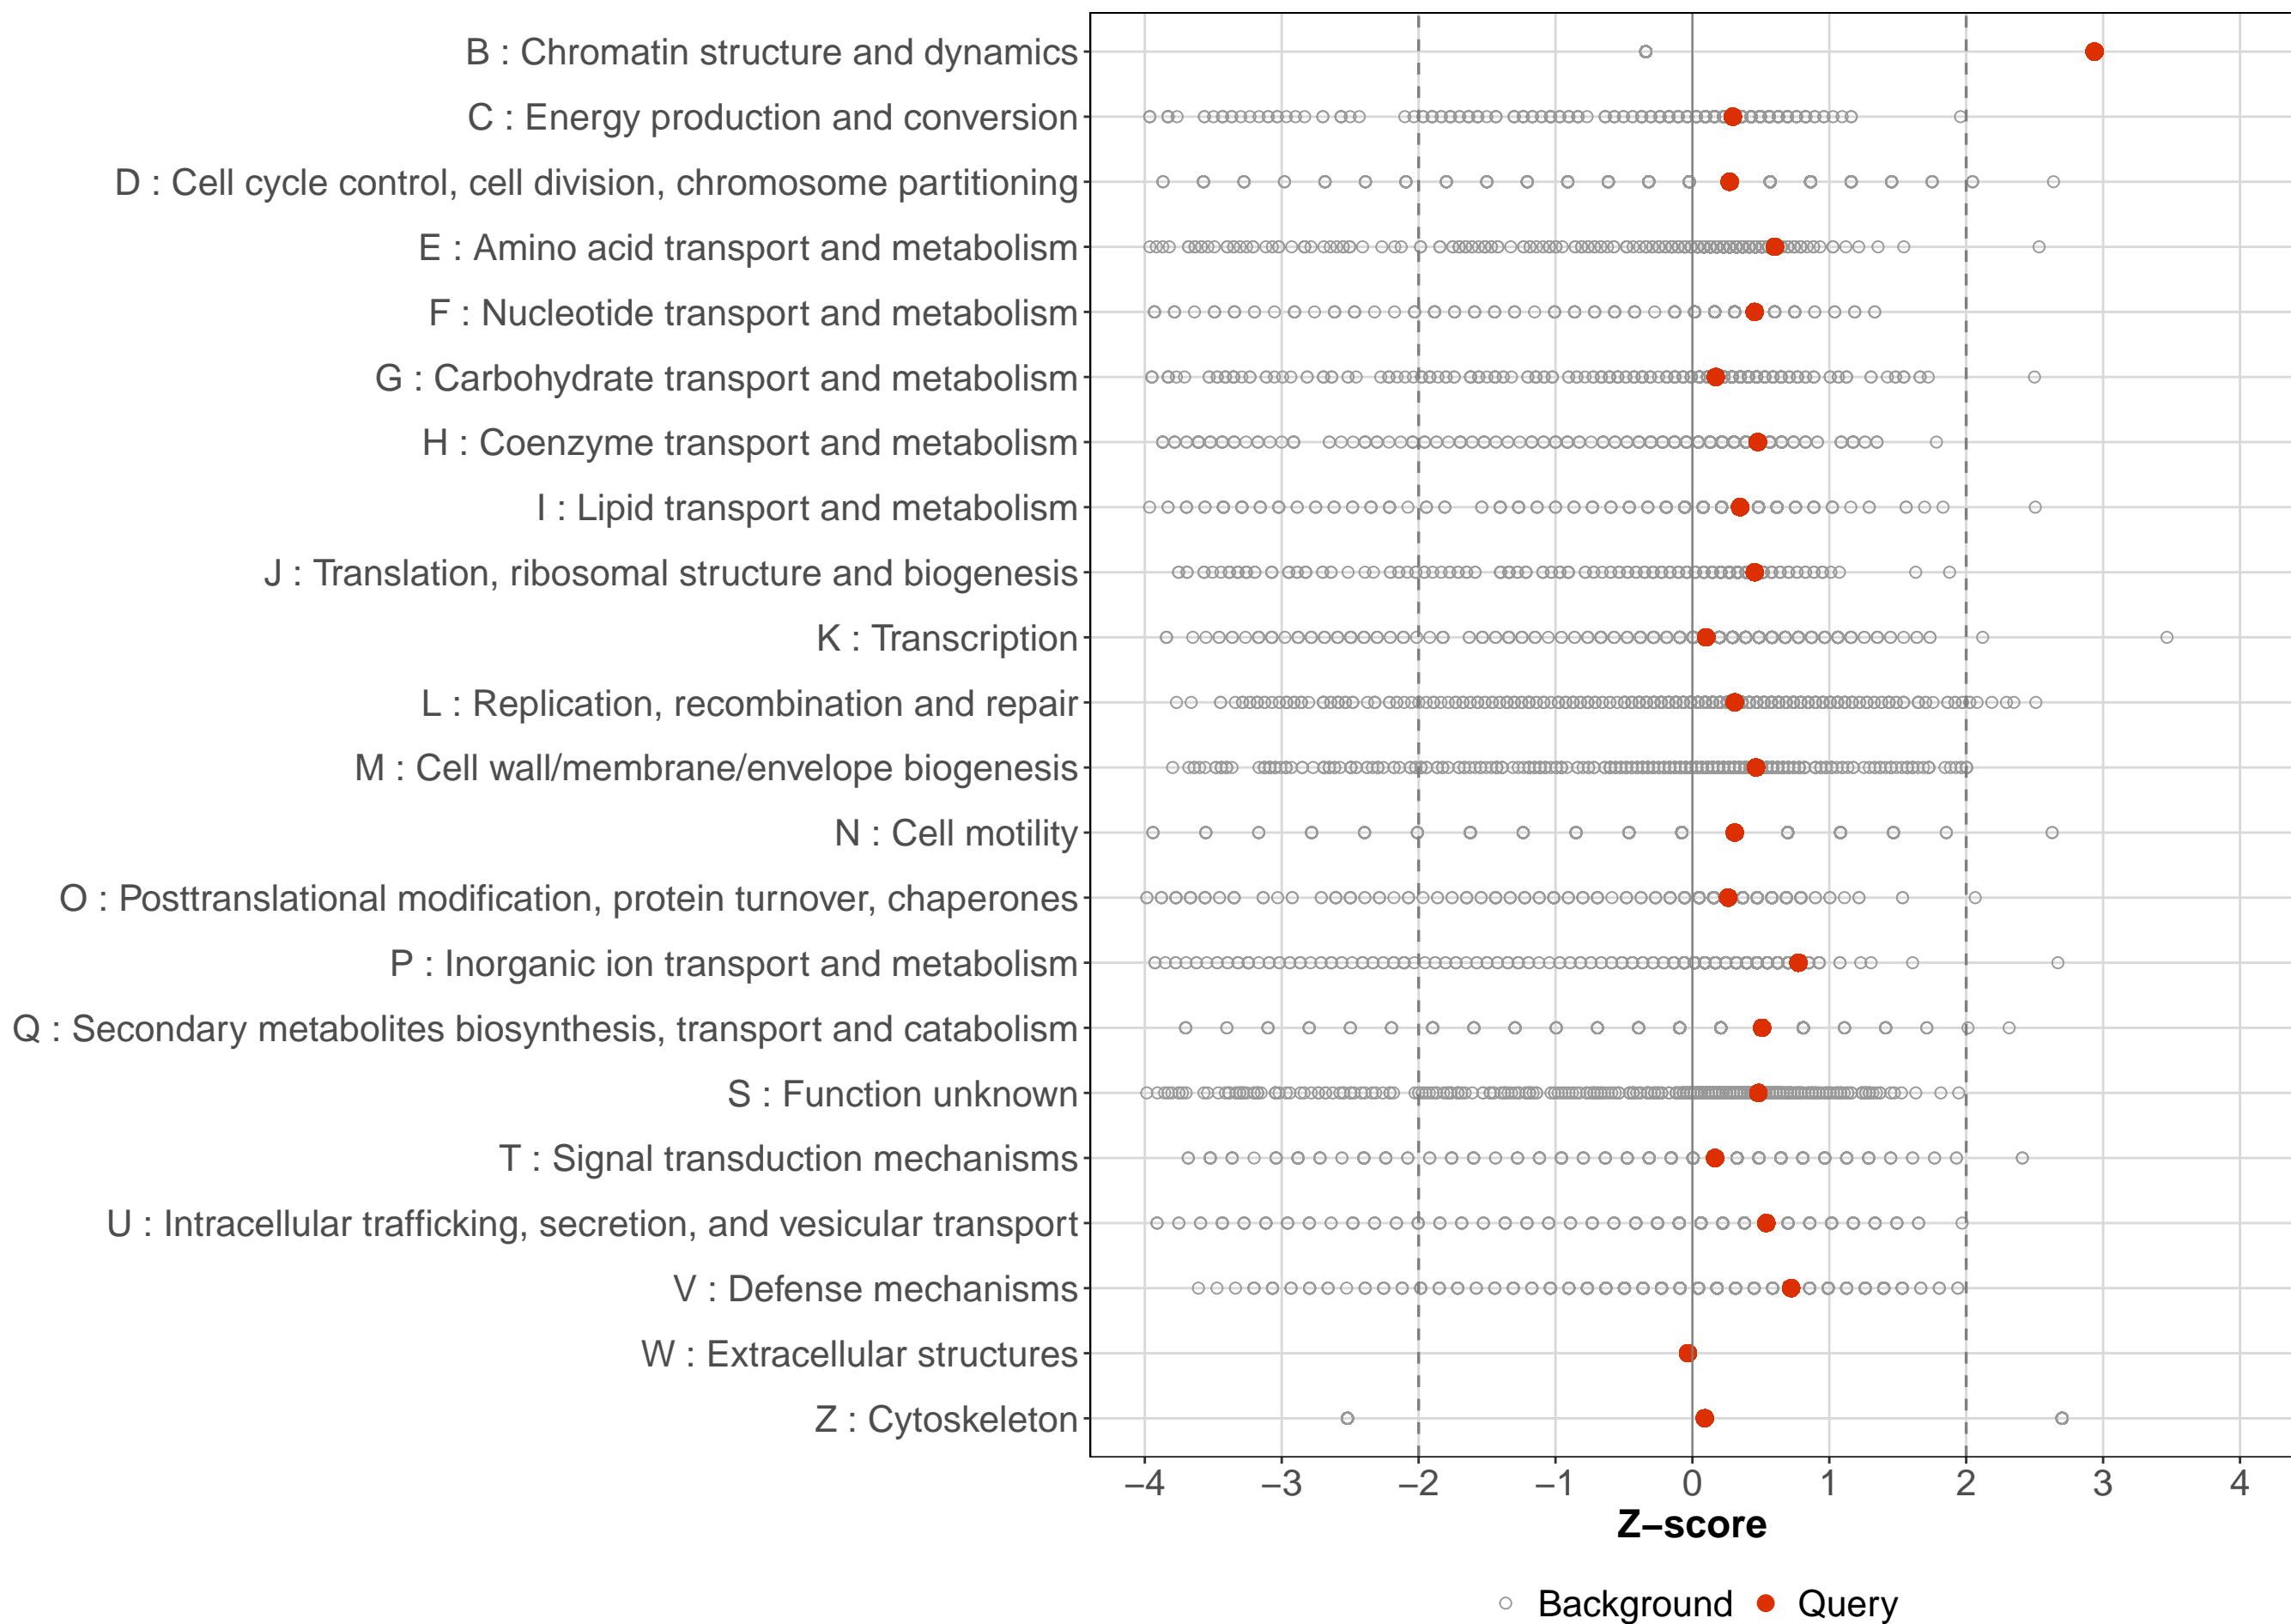 B : Chromatin structure and dynamics
C : Energy production and conversion
D : Cell cycle control, cell division, chromosome partitioning
E : Amino acid transport and metabolism
F : Nucleotide transport and metabolism
G : Carbohydrate transport and metabolism
H : Coenzyme transport and metabolism
I : Lipid transport and metabolism
J : Translation, ribosomal structure and biogenesis
K : Transcription
L : Replication, recombination and repair
M : Cell wall/membrane/envelope biogenesis
N : Cell motility
O : Posttranslational modification, protein turnover, chaperones
P : Inorganic ion transport and metabolism
Q : Secondary metabolites biosynthesis, transport and catabolism
S : Function unknown
T : Signal transduction mechanisms
U : Intracellular trafficking, secretion, and vesicular transport
V : Defense mechanisms
W : Extracellular structures
Z : Cytoskeleton
−4 −3 −2 −1 0 1 2 3 4
Z−score
Background Query